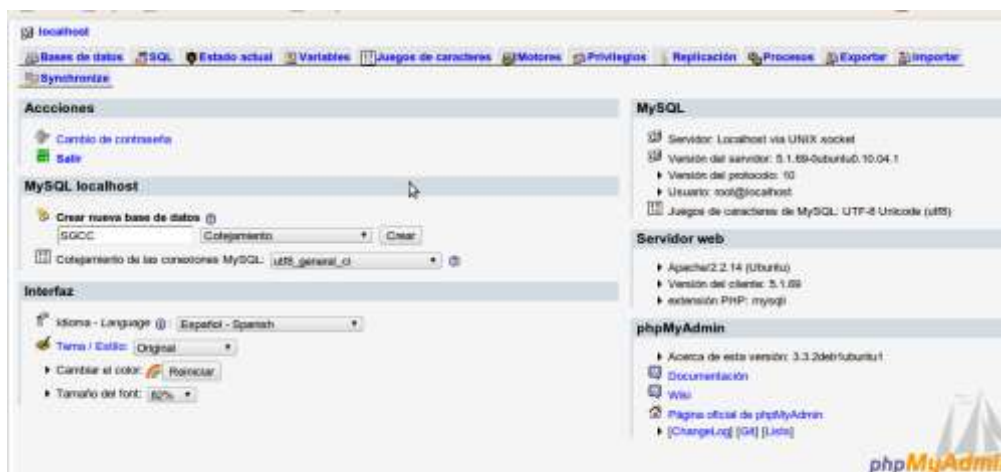 localhost
Bases de datos SQL Estado actual Variables Juegos de caracteres Motores Privilegios Replicación Procesos Exportar Importar
Synchronize
Accciones
Cambio de contraseña
Salir
MySQL localhost
Crear nueva base de datos
SGCC Cotejamiento Crear
Cotejamiento de las conexiones MySQL: utf8_general_ci
Interfaz
Idioma - Language : Español - Spanish
Tema / Estilo: Original
Cambiar el color: Reiniciar
Tamaño del font: 82%
MySQL
Servidor: Localhost via UNIX socket
Versión del servidor: 5.1.69-0ubuntu0.10.04.1
Versión del protocolo: 10
Usuario: root@localhost
Juegos de caracteres de MySQL: UTF-8 Unicode (utf8)
Servidor web
Apache/2.2.14 (Ubuntu)
Versión del cliente: 5.1.69
extensión PHP: mysqli
phpMyAdmin
Acerca de esta versión: 3.3.2deb1ubuntu1
Documentación
Wiki
Página oficial de phpMyAdmin
[ChangeLog] [Git] [Lists]
phpMyAdmin